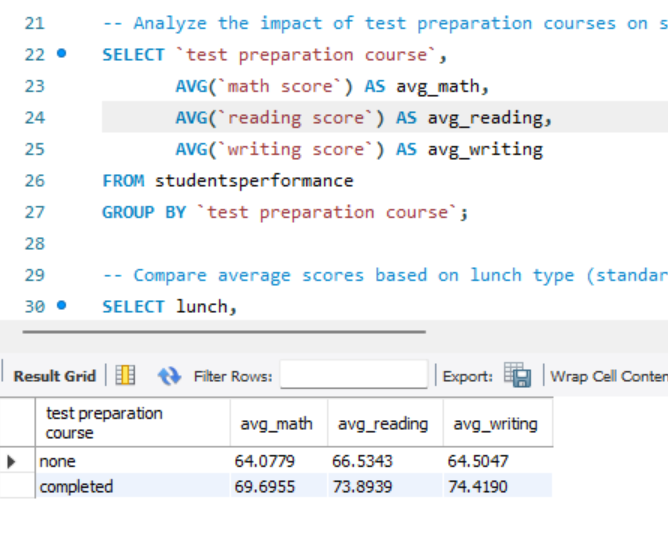 21 -- Analyze the impact of test preparation courses on s
22 SELECT `test preparation course`,
23 AVG(`math score`) AS avg_math,
24 AVG(`reading score`) AS avg_reading,
25 AVG(`writing score`) AS avg_writing
26 FROM studentsperformance
27 GROUP BY `test preparation course`;
28
29 -- Compare average scores based on lunch type (standar
30 SELECT lunch,
Result Grid Filter Rows: Export: Wrap Cell Conten
test preparation
course avg_math avg_reading avg_writing
none 64.0779 66.5343 64.5047
completed 69.6955 73.8939 74.4190